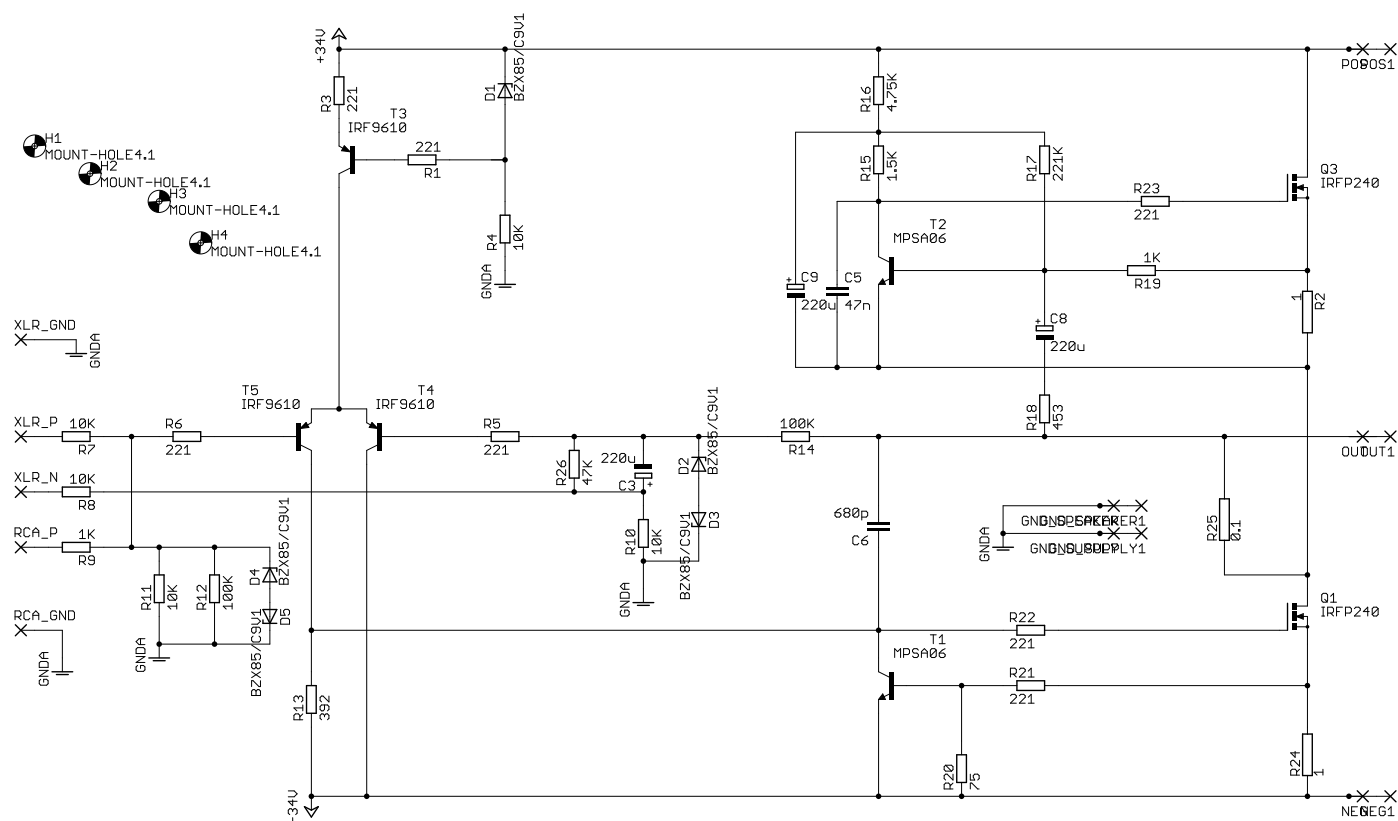 +34V
R3
221
T3
IRF9610
D1
BZX85/C9V1
221
R1
R4
10K
GNDA
H1
MOUNT-HOLE4.1
H2
MOUNT-HOLE4.1
H3
MOUNT-HOLE4.1
H4
MOUNT-HOLE4.1
R16
4.75K
R15
1.5K
R17
221K
T2
MPSA06
C9
220u
C5
47n
C8
220u
R23
221
1K
R19
Q3
IRFP240
1
R2
POS1
XLR_GND
GNDA
XLR_P
10K
R7
R6
221
T5
IRF9610
T4
IRF9610
R5
221
100K
R14
R18
453
OUT1
XLR_N
10K
R8
220u
C3
R26
47K
D2
BZX85/C9V1
D3
BZX85/C9V1
R10
10K
GNDA
RCA_P
1K
R9
R11
10K
R12
100K
D4
BZX85/C9V1
D5
BZX85/C9V1
GNDA
RCA_GND
GNDA
680p
C6
GNDA
R25
0.1
Q1
IRFP240
R22
221
T1
MPSA06
R21
221
R13
392
R20
75
R24
1
-34V
NEG1